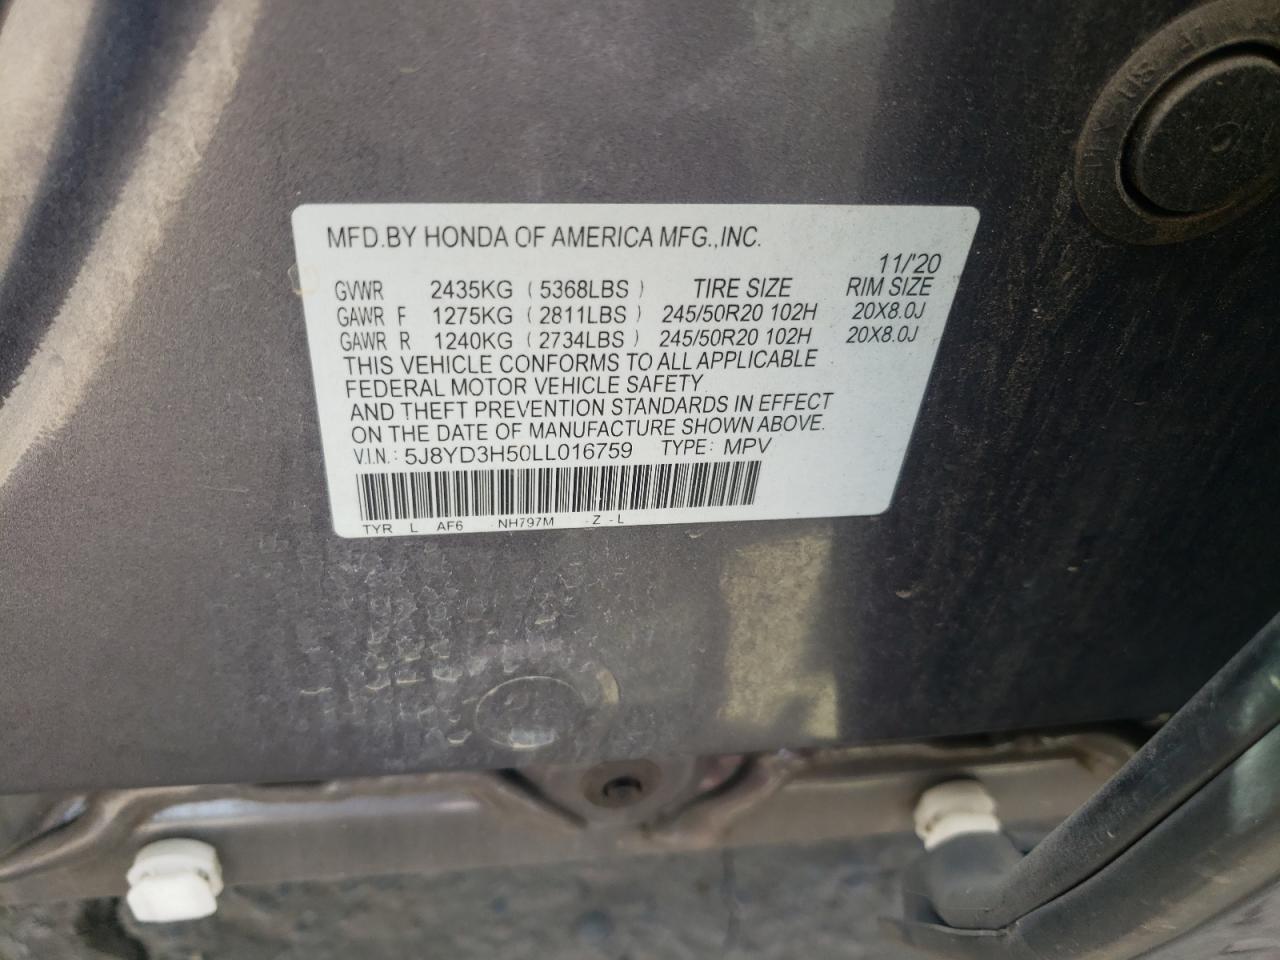 MFD.BY HONDA OF AMERICA MFG.,INC.
11/'20
GVWR 2435KG ( 5368LBS ) TIRE SIZE RIM SIZE
GAWR F 1275KG ( 2811LBS ) 245/50R20 102H 20X8.0J
GAWR R 1240KG ( 2734LBS ) 245/50R20 102H 20X8.0J
THIS VEHICLE CONFORMS TO ALL APPLICABLE
FEDERAL MOTOR VEHICLE SAFETY
AND THEFT PREVENTION STANDARDS IN EFFECT
ON THE DATE OF MANUFACTURE SHOWN ABOVE.
V.I.N.: 5J8YD3H50LL016759 TYPE: MPV
TYR L AF6 NH797M -Z -L